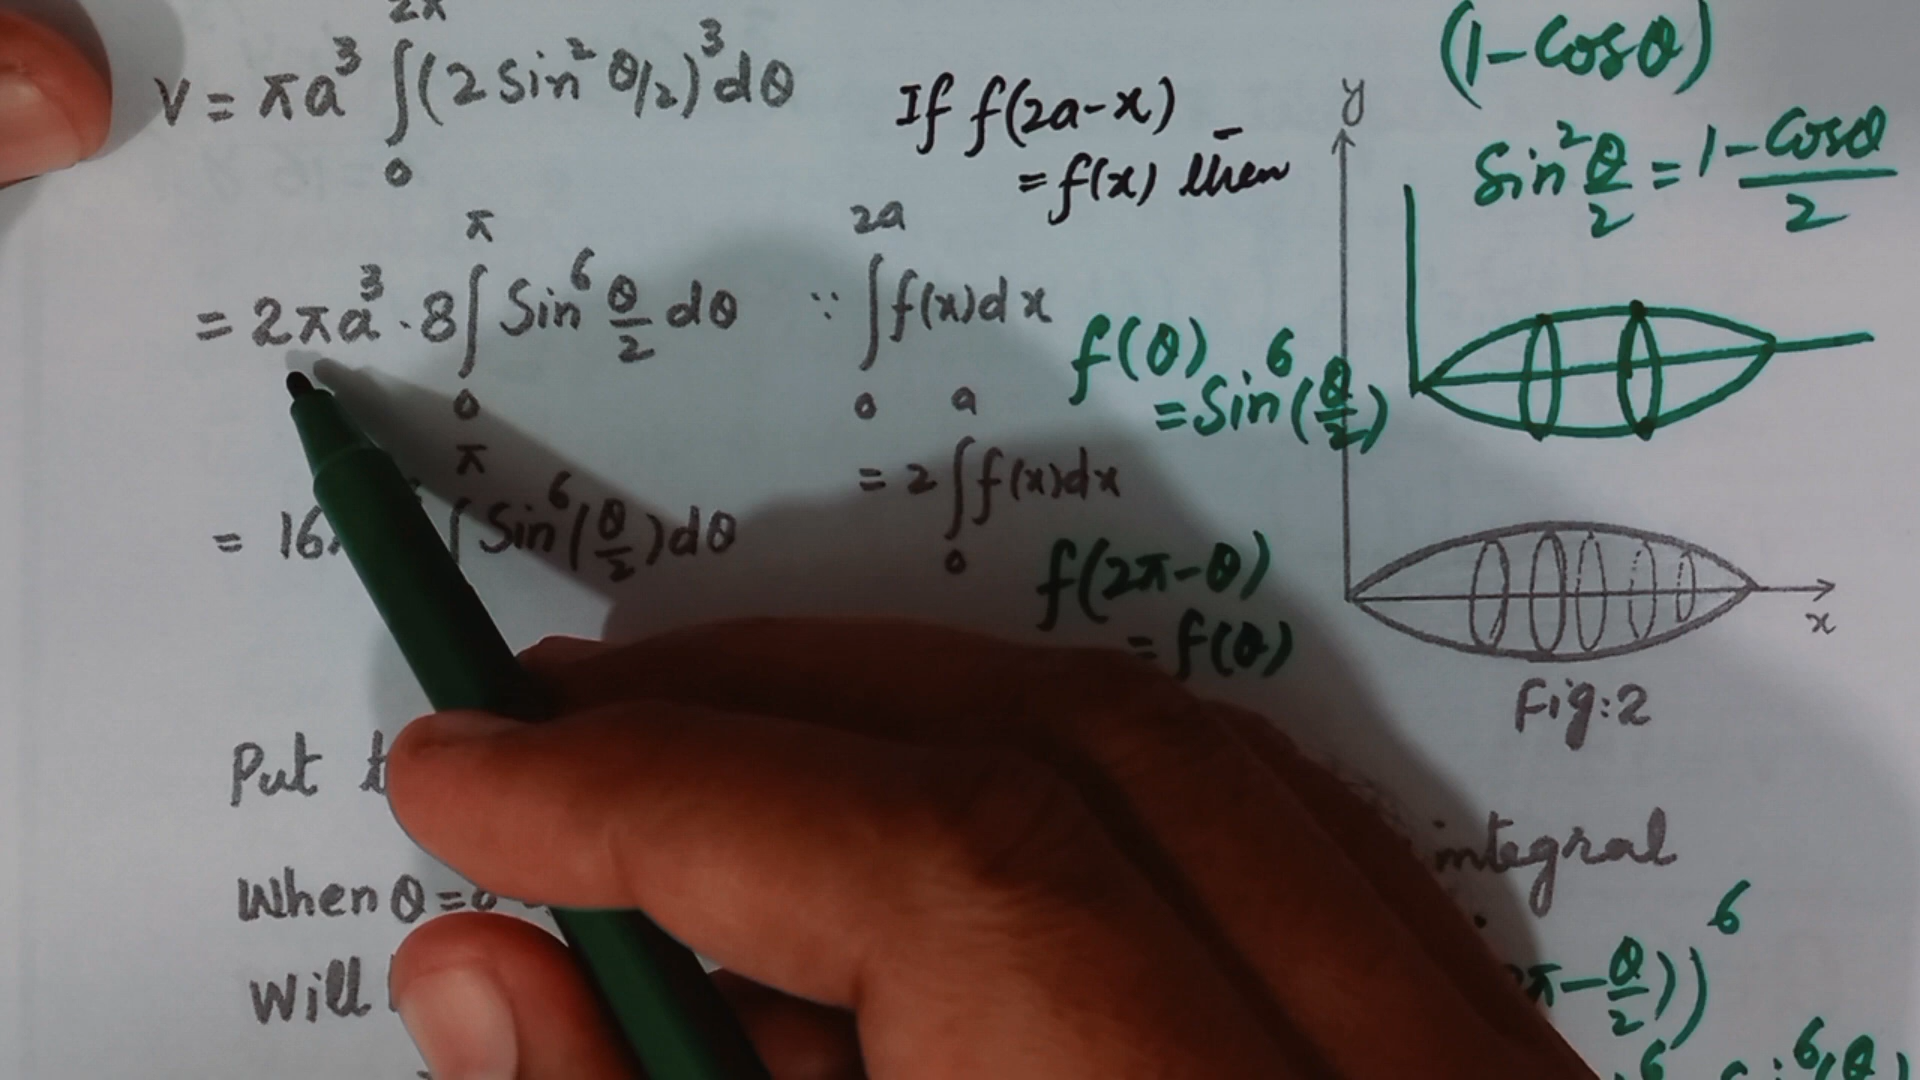 V = πa³ ∫₀^2π (2 Sin² θ/2)³ dθ
= 2πa³ · 8 ∫₀^π Sin⁶ θ/2 dθ
= 16 ∫^π Sin⁶(θ/2)dθ
Put
When θ = 0
Will
If f(2a-x)
= f(x) then
∵ ∫₀^2a f(x)dx
= 2 ∫₀^a f(x)dx
f(θ)
= Sin⁶(θ/2)
f(2π-θ)
= f(θ)
(1-Cosθ)
Sin² θ/2 = 1-Cosθ/2
y
x
Fig:2
integral
π - θ/2))⁶